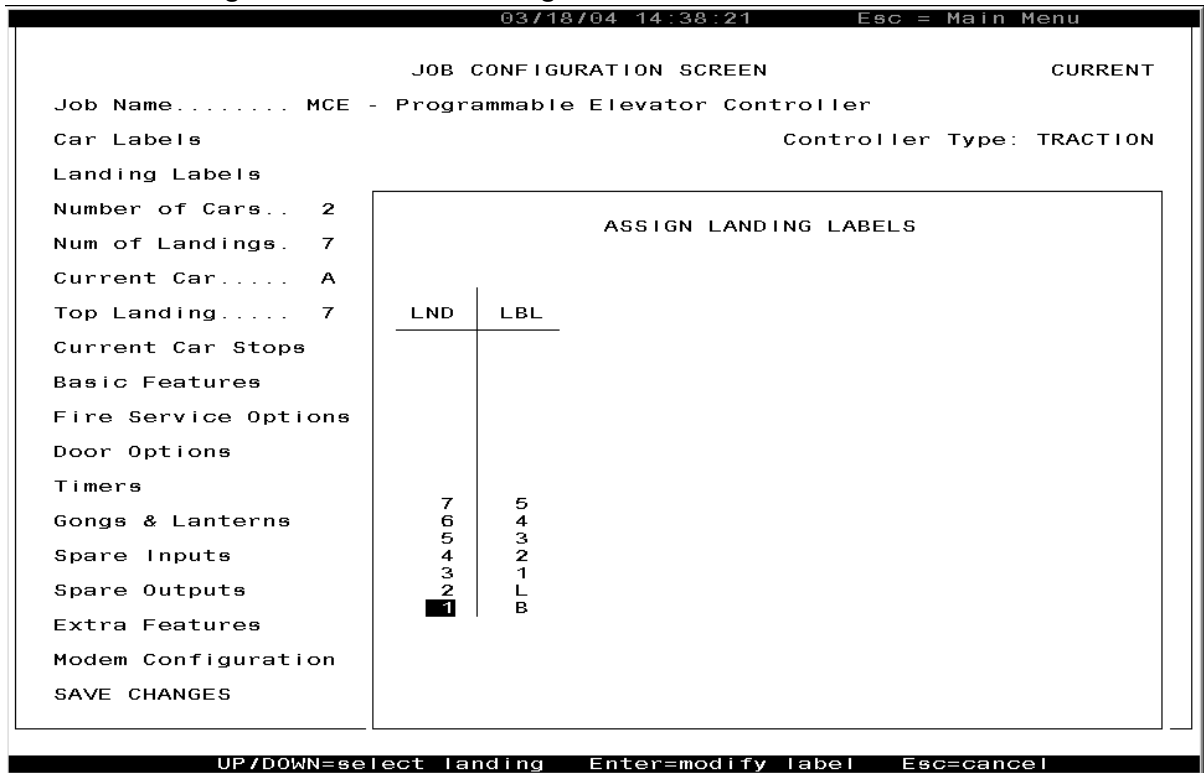 03/18/04 14:38:21 Esc = Main Menu
JOB CONFIGURATION SCREEN CURRENT
Job Name........ MCE - Programmable Elevator Controller
Car Labels Controller Type: TRACTION
Landing Labels
Number of Cars.. 2
ASSIGN LANDING LABELS
Num of Landings. 7
Current Car..... A
Top Landing..... 7 LND LBL
Current Car Stops
Basic Features
Fire Service Options
Door Options
Timers
7 5
Gongs & Lanterns 6 4
5 3
Spare Inputs 4 2
3 1
Spare Outputs 2 L
1 B
Extra Features
Modem Configuration
SAVE CHANGES
UP/DOWN=select landing Enter=modify label Esc=cancel